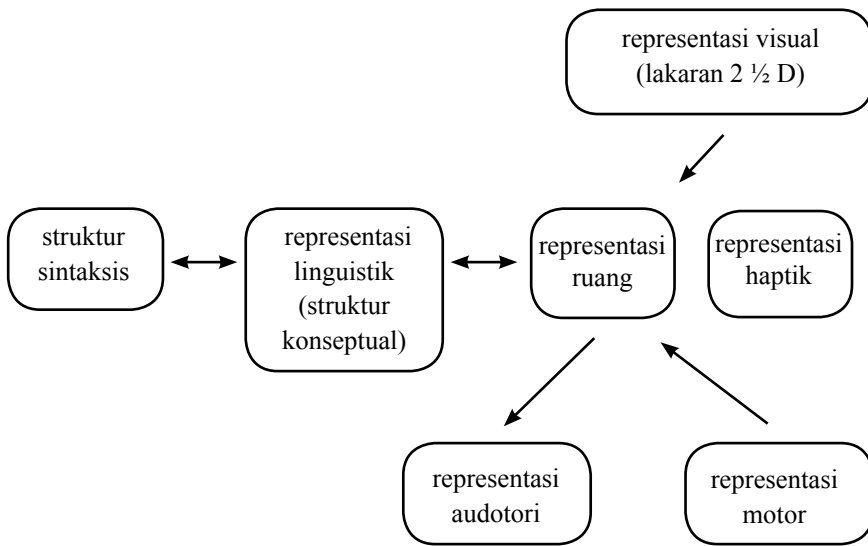 representasi visual
(lakaran 2 ½ D)
struktur
sintaksis
representasi
linguistik
(struktur
konseptual)
representasi
ruang
representasi
haptik
representasi
audotori
representasi
motor